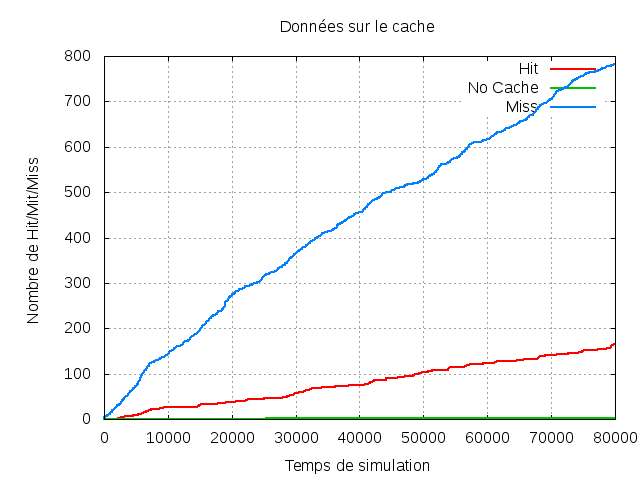 Données sur le cache
800
700
600
500
400
300
200
100
0
Nombre de Hit/Mit/Miss
Hit
No Cache
Miss
0 10000 20000 30000 40000 50000 60000 70000 80000
Temps de simulation